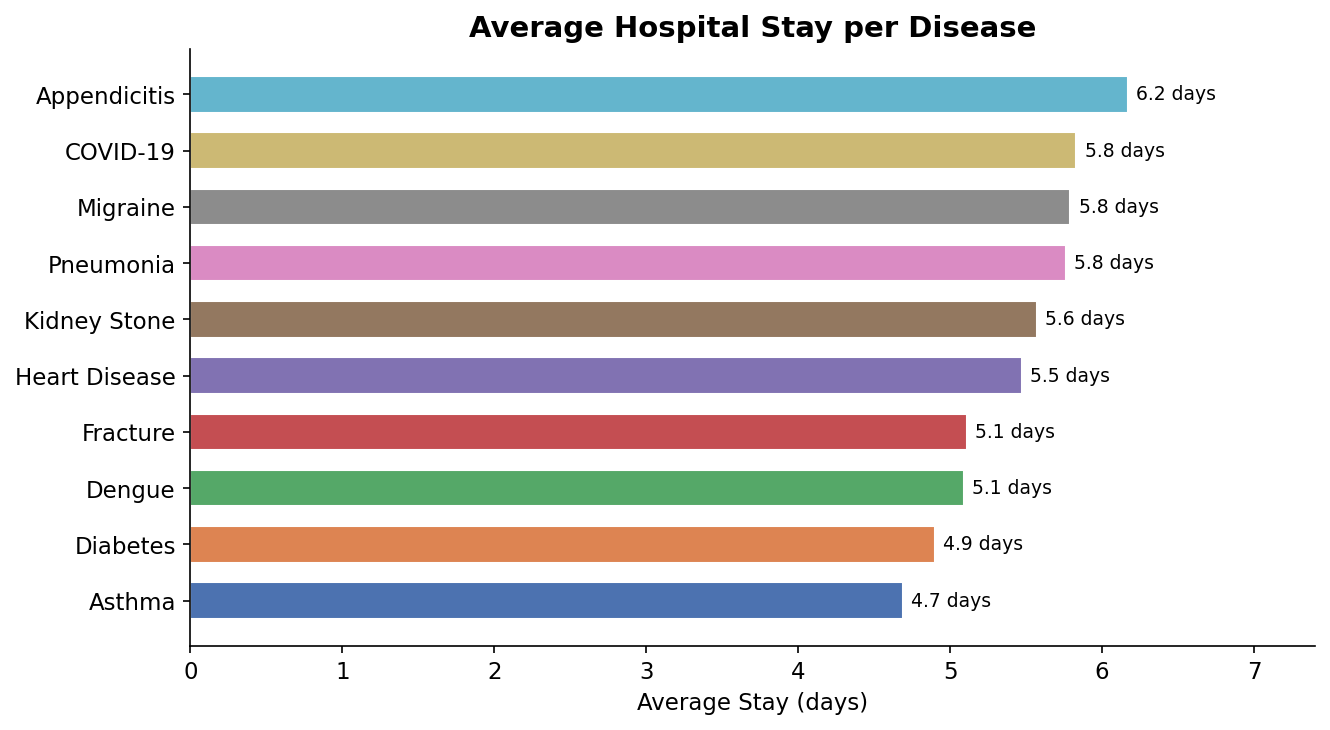 Average Hospital Stay per Disease
Appendicitis 6.2 days
COVID-19 5.8 days
Migraine 5.8 days
Pneumonia 5.8 days
Kidney Stone 5.6 days
Heart Disease 5.5 days
Fracture 5.1 days
Dengue 5.1 days
Diabetes 4.9 days
Asthma 4.7 days
0 1 2 3 4 5 6 7
Average Stay (days)